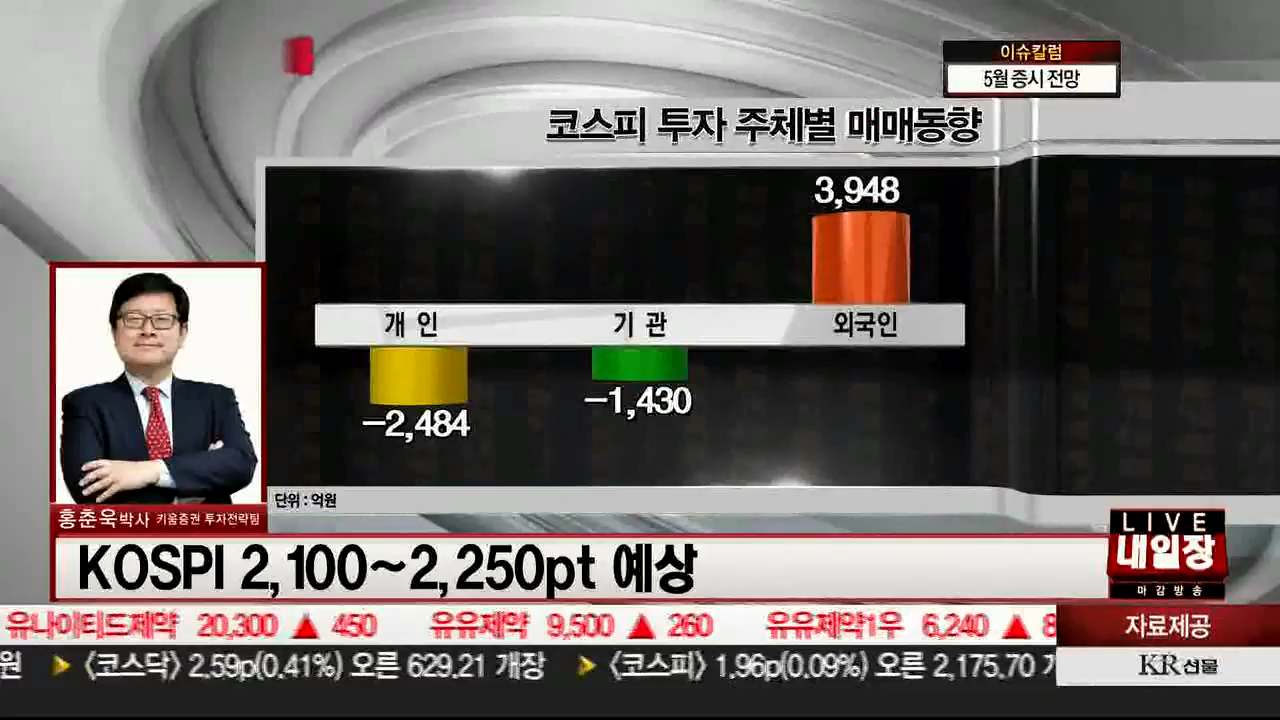 이슈칼럼
5월 증시 전망
코스피 투자 주체별 매매동향
3,948
개 인 기 관 외국인
-2,484
-1,430
단위 : 억원
홍춘욱박사 키움증권 투자전략팀
KOSPI 2,100~2,250pt 예상
LIVE
내일장
마감방송
유나이티드제약 20,300 ▲ 450 유유제약 9,500 ▲ 260 유유제약1우 6,240 ▲ 8
자료제공
원 〈코스닥〉 2.59p(0.41%) 오른 629.21 개장 〈코스피〉 1.96p(0.09%) 오른 2,175.70
KR선물